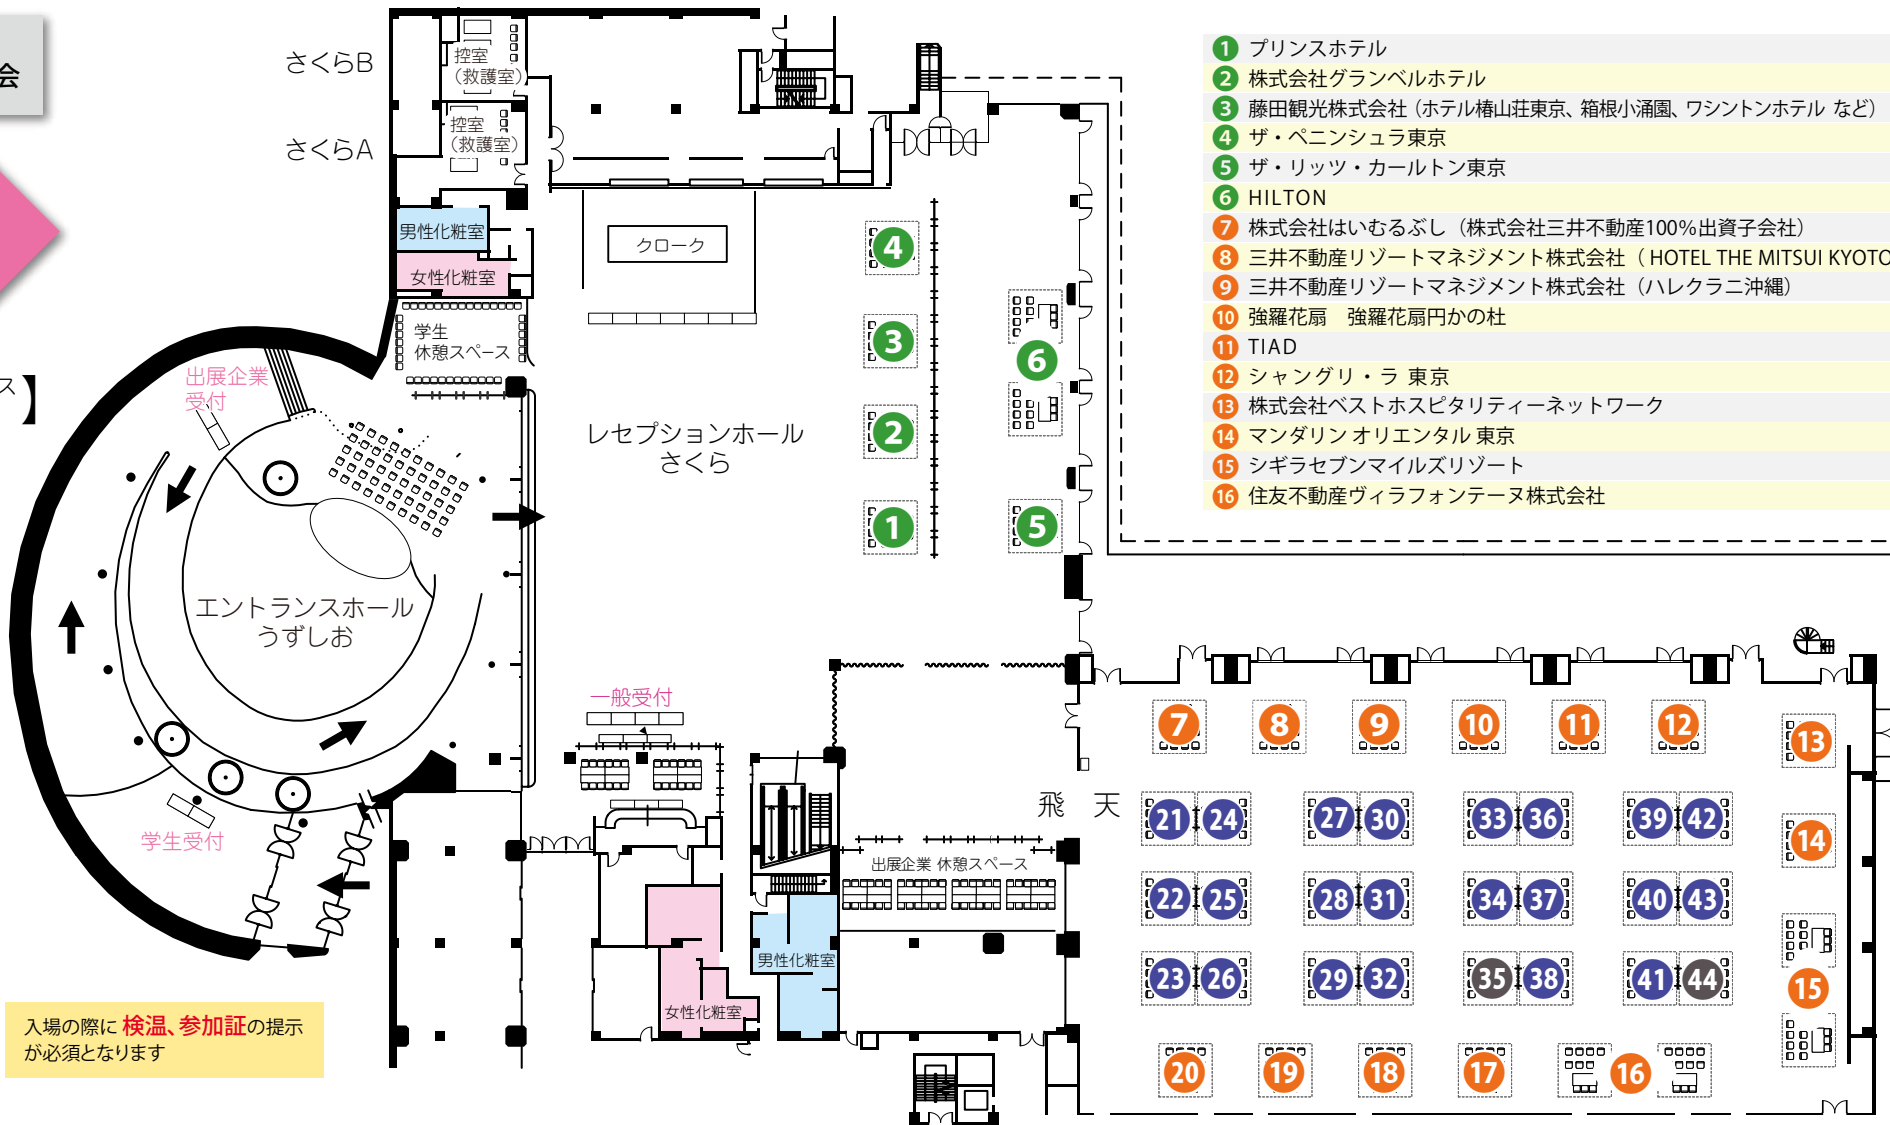 会
ス】
さくらB
控室
（救護室）
さくらA
控室
（救護室）
男性化粧室
女性化粧室
学生
休憩スペース
クローク
出展企業
受付
レセプションホール
さくら
エントランスホール
うずしお
一般受付
学生受付
飛 天
出展企業 休憩スペース
男性化粧室
女性化粧室
入場の際に 検温、参加証の提示
が必須となります
1 プリンスホテル
2 株式会社グランベルホテル
3 藤田観光株式会社（ホテル椿山荘東京、箱根小涌園、ワシントンホテル など）
4 ザ・ペニンシュラ東京
5 ザ・リッツ・カールトン東京
6 HILTON
7 株式会社はいむるぶし（株式会社三井不動産100%出資子会社）
8 三井不動産リゾートマネジメント株式会社（ HOTEL THE MITSUI KYOTO
9 三井不動産リゾートマネジメント株式会社（ハレクラニ沖縄）
10 強羅花扇　強羅花扇円かの杜
11 TIAD
12 シャングリ・ラ 東京
13 株式会社ベストホスピタリティーネットワーク
14 マンダリン オリエンタル 東京
15 シギラセブンマイルズリゾート
16 住友不動産ヴィラフォンテーヌ株式会社
4
3
6
2
1
5
7 8 9 10 11 12
13
21 24 27 30 33 36 39 42
14
22 25 28 31 34 37 40 43
23 26 29 32 35 38 41 44
15
20 19 18 17 16